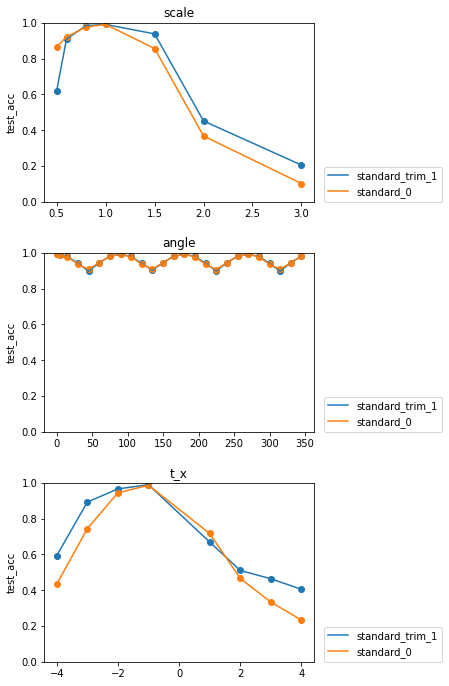 scale
test_acc
1.0
0.8
0.6
0.4
0.2
0.0
0.5 1.0 1.5 2.0 2.5 3.0
standard_trim_1
standard_0
angle
test_acc
1.0
0.8
0.6
0.4
0.2
0.0
0 50 100 150 200 250 300 350
standard_trim_1
standard_0
t_x
test_acc
1.0
0.8
0.6
0.4
0.2
0.0
−4 −2 0 2 4
standard_trim_1
standard_0